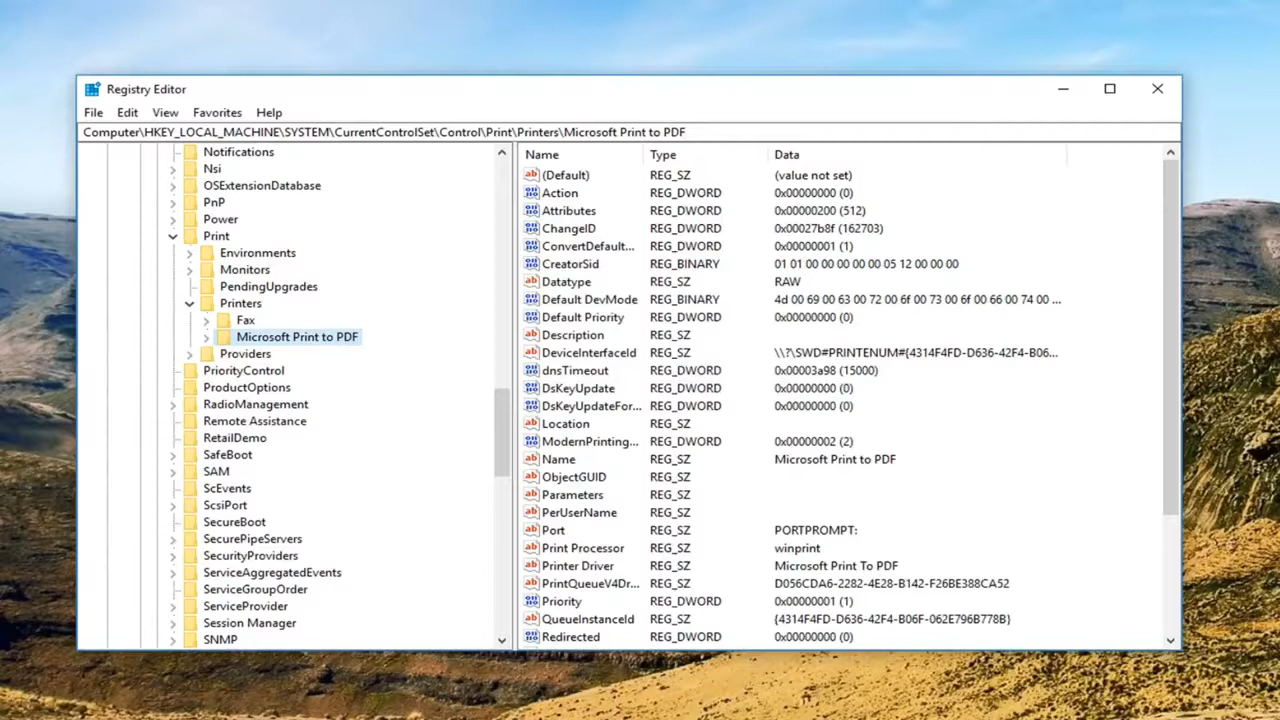 Registry Editor
File Edit View Favorites Help
Computer\HKEY_LOCAL_MACHINE\SYSTEM\CurrentControlSet\Control\Print\Printers\Microsoft Print to PDF
Notifications
Nsi
OSExtensionDatabase
PnP
Power
Print
Environments
Monitors
PendingUpgrades
Printers
Fax
Microsoft Print to PDF
Providers
PriorityControl
ProductOptions
RadioManagement
Remote Assistance
RetailDemo
SafeBoot
SAM
ScEvents
ScsiPort
SecureBoot
SecurePipeServers
SecurityProviders
ServiceAggregatedEvents
ServiceGroupOrder
ServiceProvider
Session Manager
SNMP
Name Type Data
(Default) REG_SZ (value not set)
Action REG_DWORD 0x00000000 (0)
Attributes REG_DWORD 0x00000200 (512)
ChangeID REG_DWORD 0x00027b8f (162703)
ConvertDefault... REG_DWORD 0x00000001 (1)
CreatorSid REG_BINARY 01 01 00 00 00 00 00 05 12 00 00 00
Datatype REG_SZ RAW
Default DevMode REG_BINARY 4d 00 69 00 63 00 72 00 6f 00 73 00 6f 00 66 00 74 00 ...
Default Priority REG_DWORD 0x00000000 (0)
Description REG_SZ
DeviceInterfaceId REG_SZ \\?\SWD#PRINTENUM#{4314F4FD-D636-42F4-B06...
dnsTimeout REG_DWORD 0x00003a98 (15000)
DsKeyUpdate REG_DWORD 0x00000000 (0)
DsKeyUpdateFor... REG_DWORD 0x00000000 (0)
Location REG_SZ
ModernPrinting... REG_DWORD 0x00000002 (2)
Name REG_SZ Microsoft Print to PDF
ObjectGUID REG_SZ
Parameters REG_SZ
PerUserName REG_SZ
Port REG_SZ PORTPROMPT:
Print Processor REG_SZ winprint
Printer Driver REG_SZ Microsoft Print To PDF
PrintQueueV4Dr... REG_SZ D056CDA6-2282-4E28-B142-F26BE388CA52
Priority REG_DWORD 0x00000001 (1)
QueueInstanceId REG_SZ {4314F4FD-D636-42F4-B06F-062E796B778B}
Redirected REG_DWORD 0x00000000 (0)